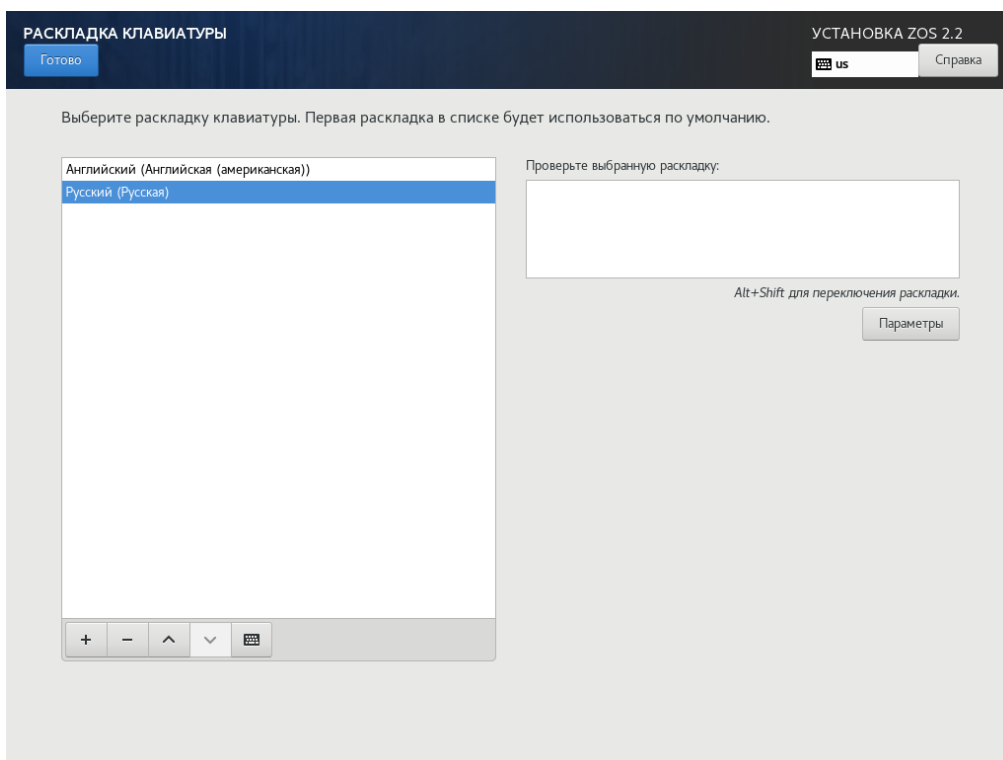 РАСКЛАДКА КЛАВИАТУРЫ
УСТАНОВКА ZOS 2.2
Готово
us
Справка
Выберите раскладку клавиатуры. Первая раскладка в списке будет использоваться по умолчанию.
Английский (Английская (американская))
Русский (Русская)
Проверьте выбранную раскладку:
Alt+Shift для переключения раскладки.
Параметры